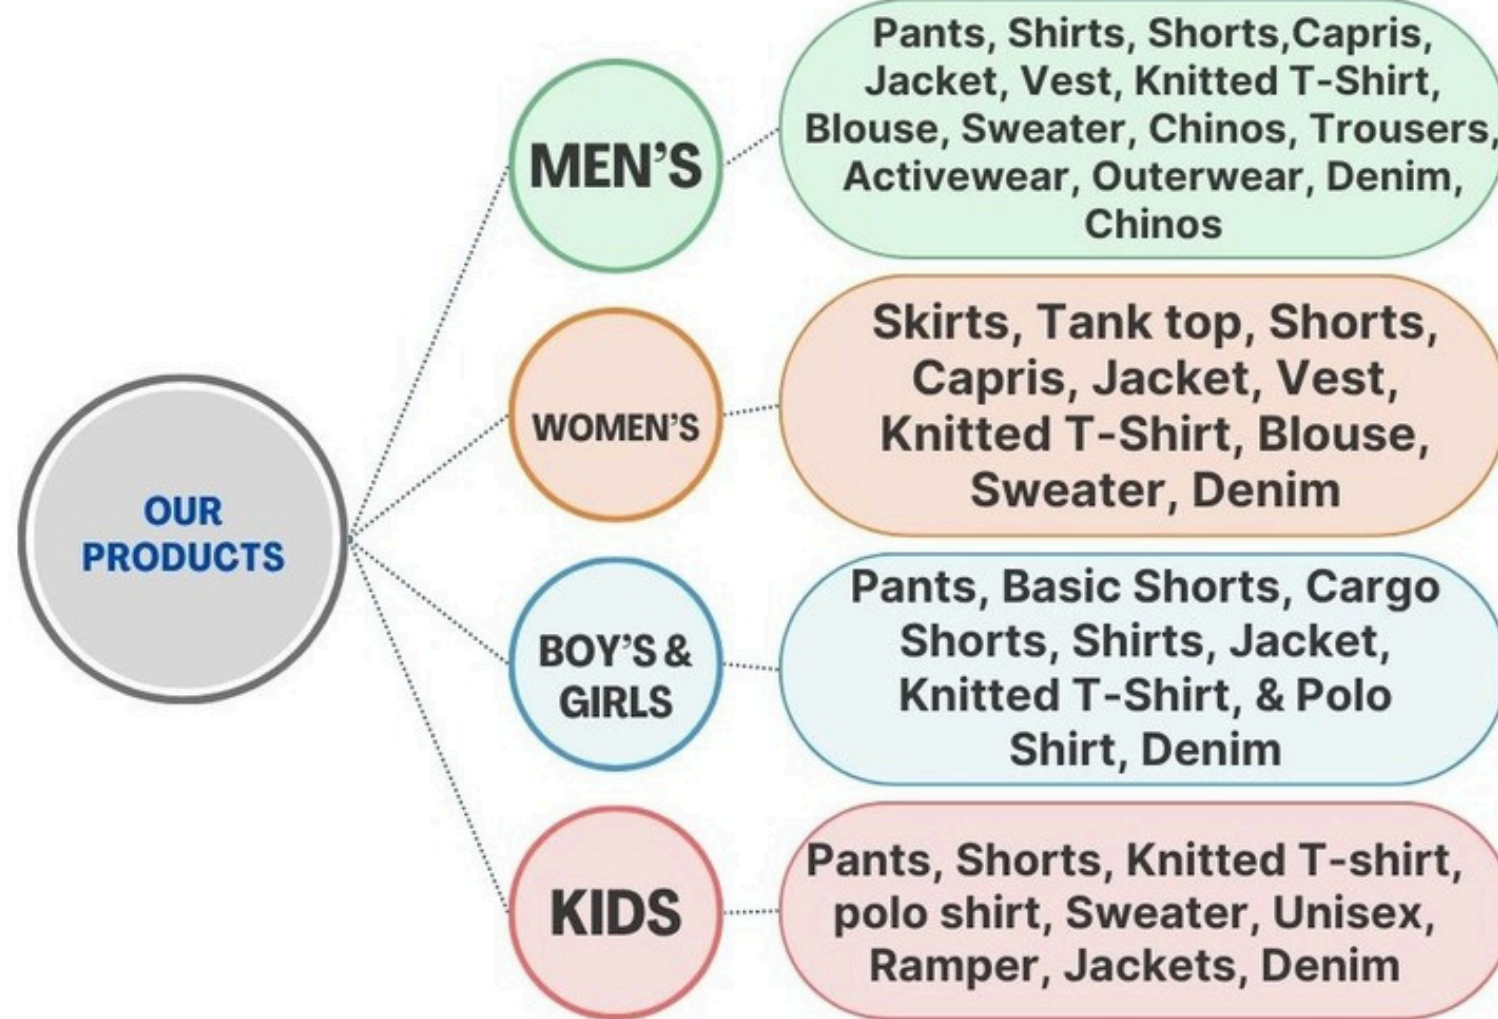 OUR
PRODUCTS
MEN'S
Pants, Shirts, Shorts,Capris,
Jacket, Vest, Knitted T-Shirt,
Blouse, Sweater, Chinos, Trousers,
Activewear, Outerwear, Denim,
Chinos
WOMEN'S
Skirts, Tank top, Shorts,
Capris, Jacket, Vest,
Knitted T-Shirt, Blouse,
Sweater, Denim
BOY'S &
GIRLS
Pants, Basic Shorts, Cargo
Shorts, Shirts, Jacket,
Knitted T-Shirt, & Polo
Shirt, Denim
KIDS
Pants, Shorts, Knitted T-shirt,
polo shirt, Sweater, Unisex,
Ramper, Jackets, Denim